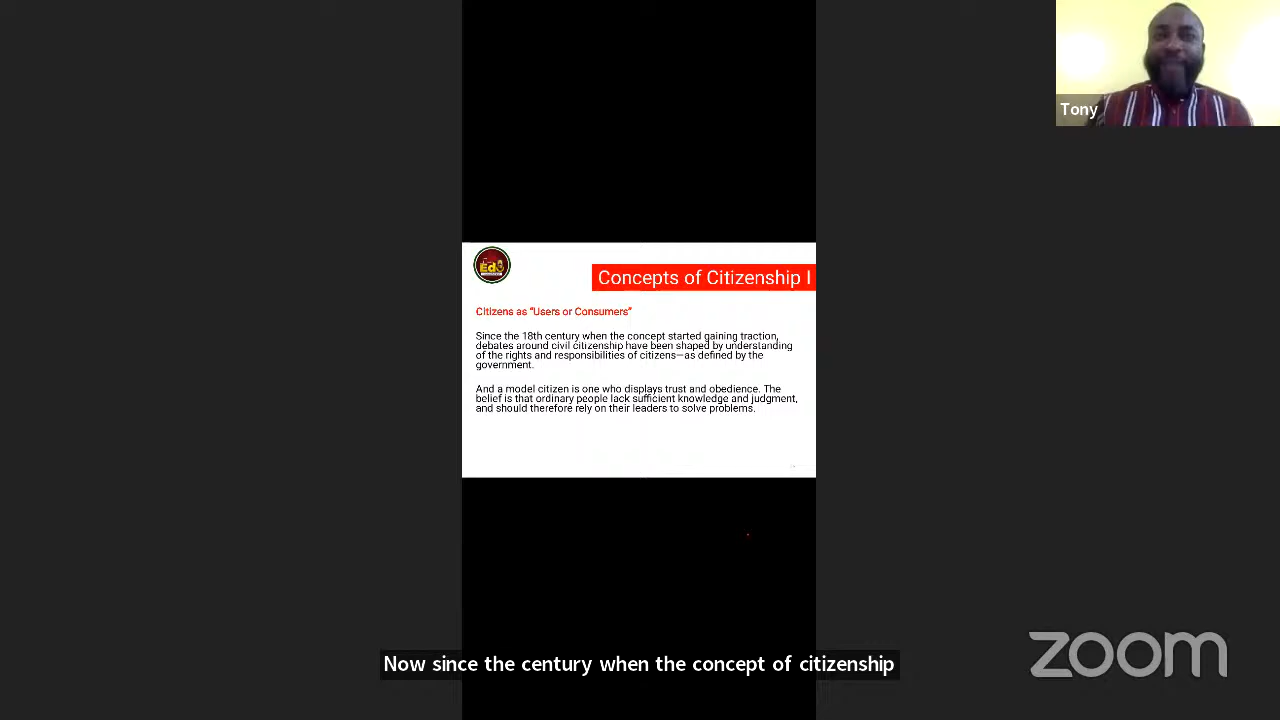 Tony
Ed
Concepts of Citizenship I
Citizens as “Users or Consumers”
Since the 18th century when the concept started gaining traction,
debates around civil citizenship have been shaped by understanding
of the rights and responsibilities of citizens—as defined by the
government.
And a model citizen is one who displays trust and obedience. The
belief is that ordinary people lack sufficient knowledge and judgment,
and should therefore rely on their leaders to solve problems.
Now since the century when the concept of citizenship
zoom